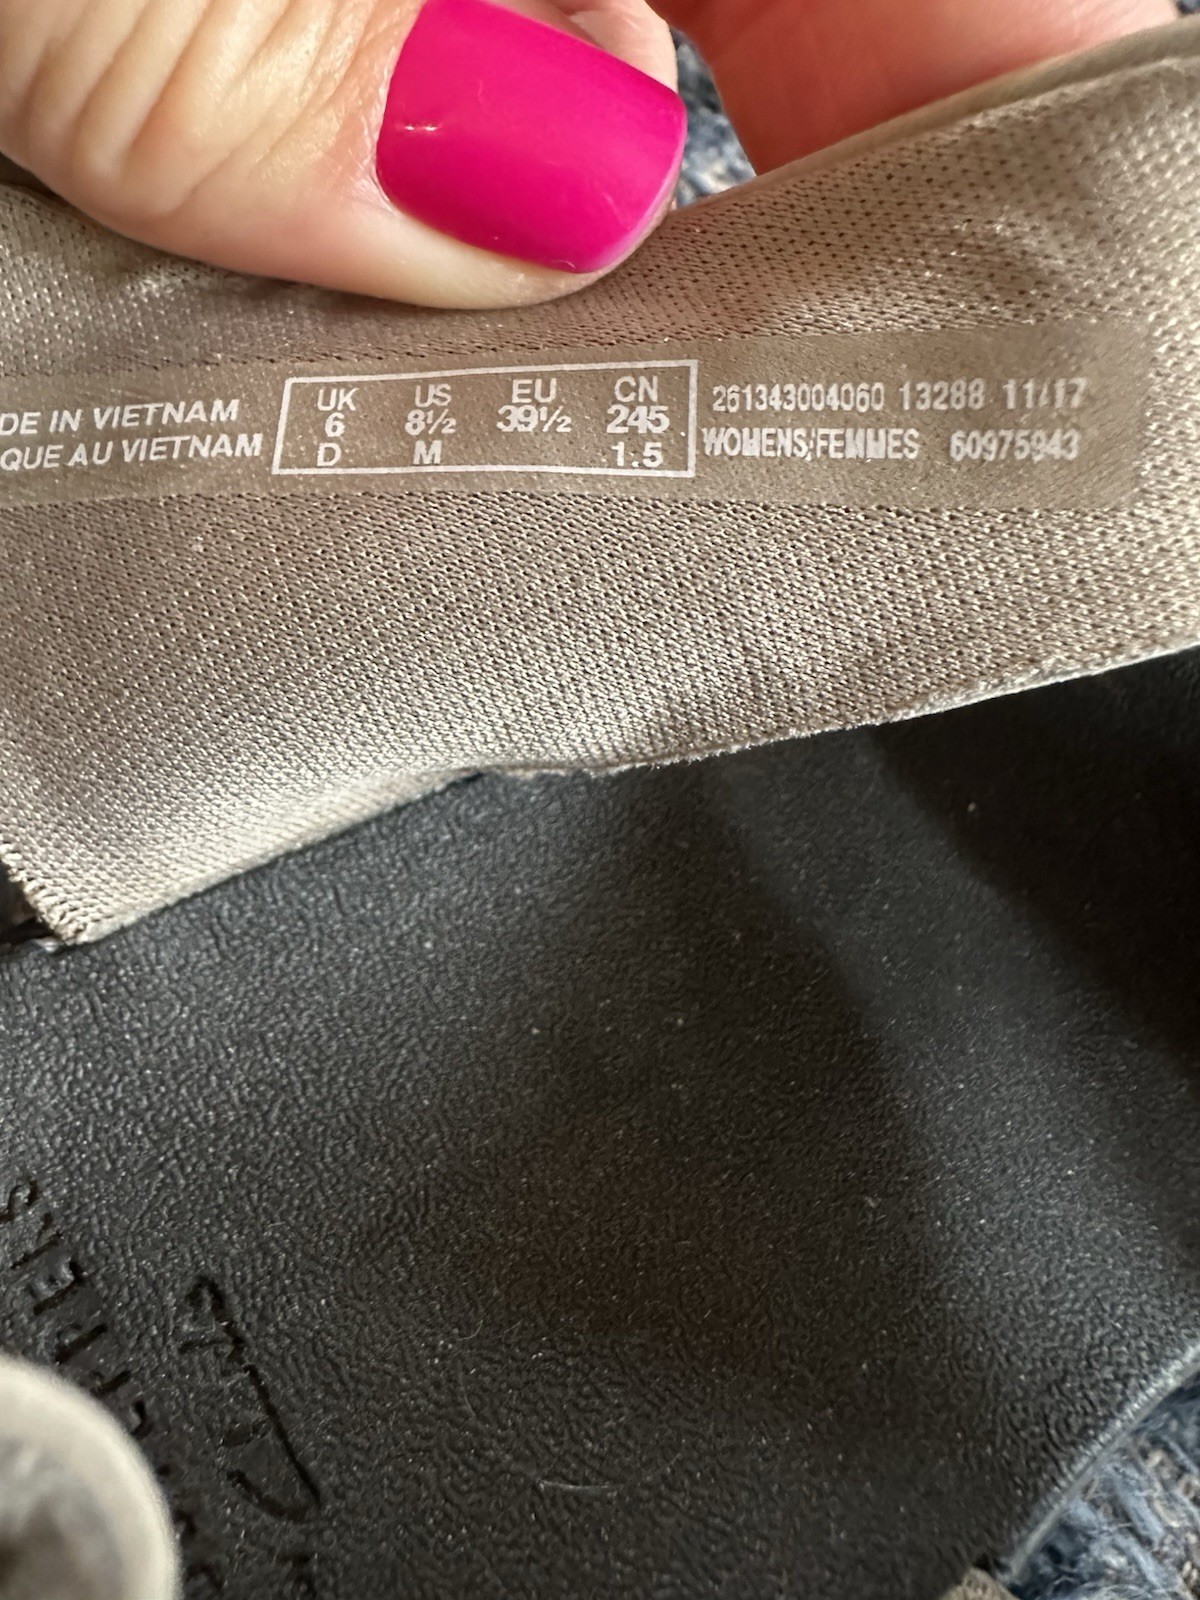 DE IN VIETNAM
QUE AU VIETNAM
UK US EU CN
6 8½ 39½ 245
D M 1.5
261343004060 13288 11/17
WOMENS/FEMMES 60975943